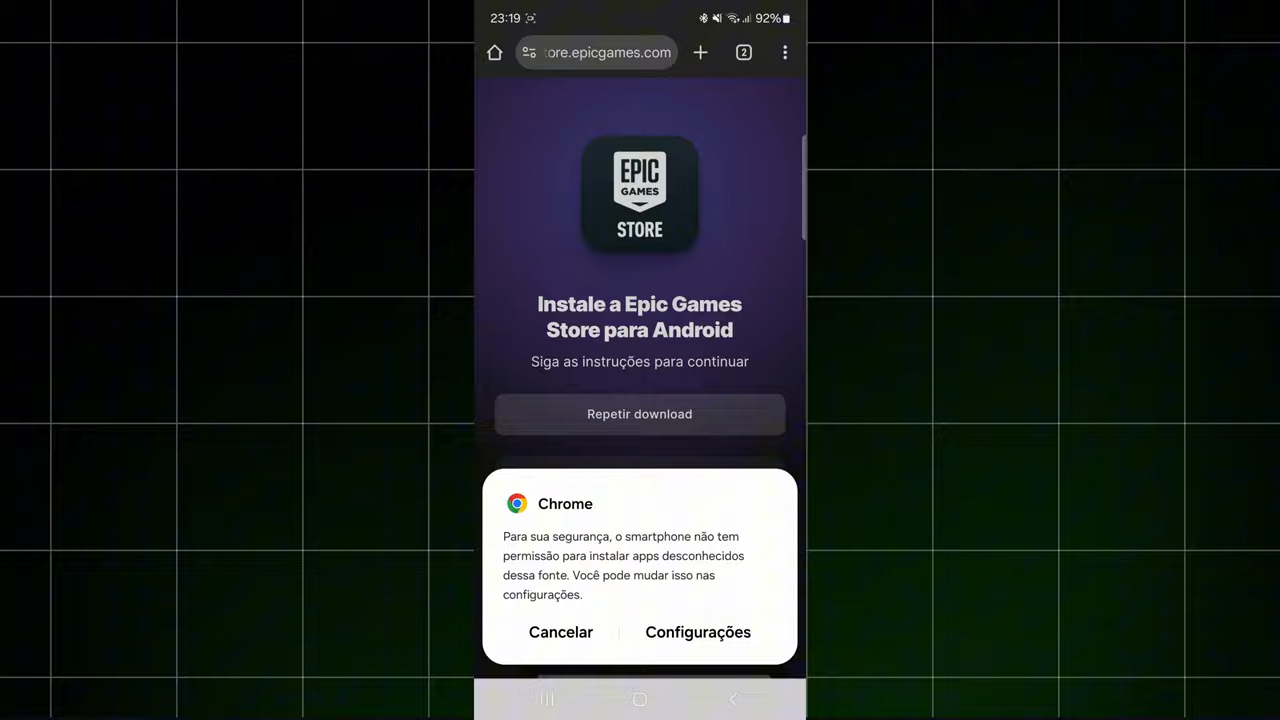 23:19
92%
ore.epicgames.com
2
EPIC
GAMES
STORE
Instale a Epic Games
Store para Android
Siga as instruções para continuar
Repetir download
Chrome
Para sua segurança, o smartphone não tem
permissão para instalar apps desconhecidos
dessa fonte. Você pode mudar isso nas
configurações.
Cancelar
Configurações